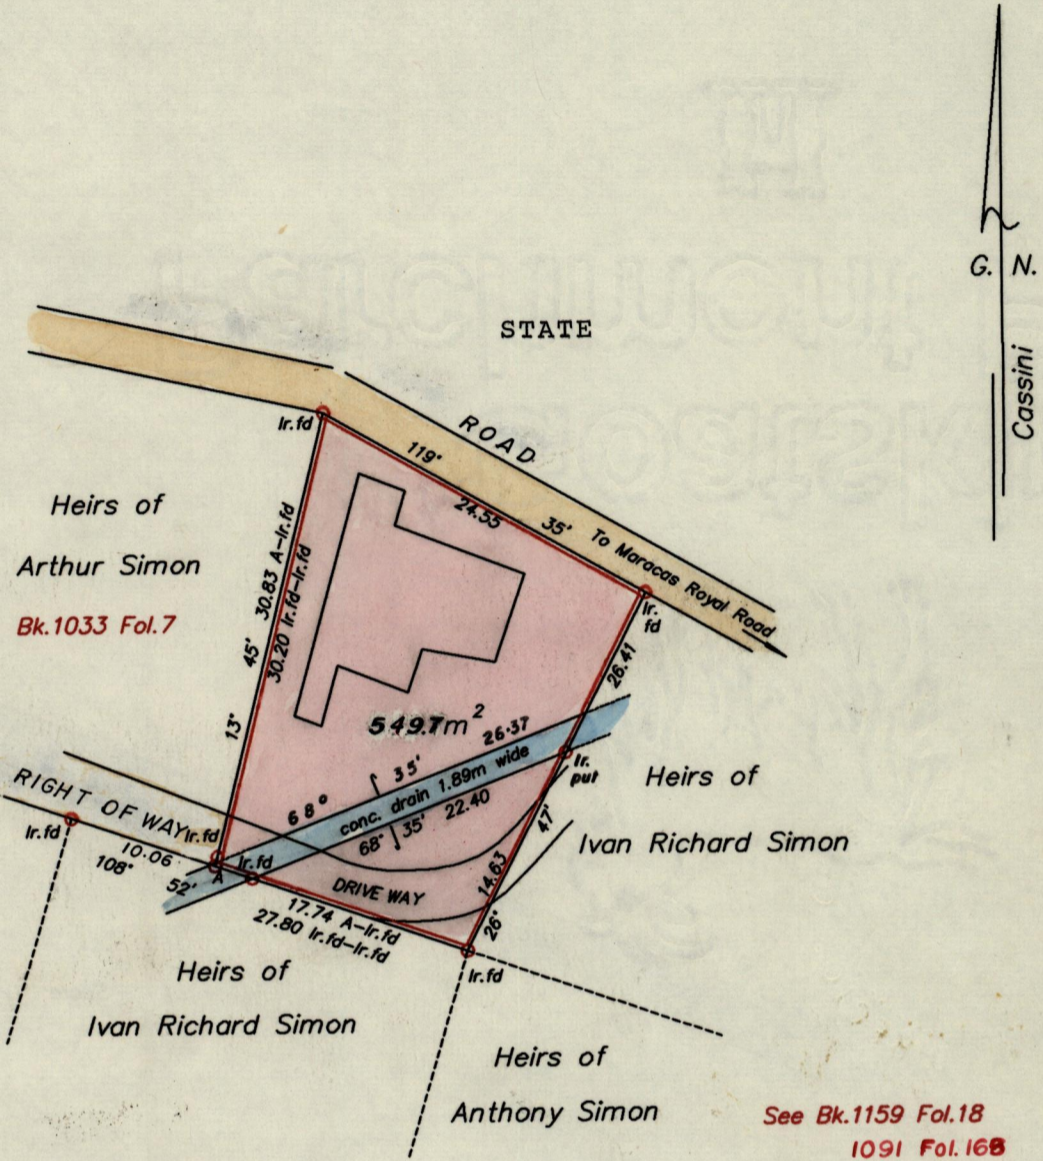 G. N.
Cassini
STATE
ROAD
Ir.fd
119°
24.55
35'
To Maracas Royal Road
Heirs of
Arthur Simon
Bk.1033 Fol.7
30.83 A-Ir.fd
30.20 Ir.fd-Ir.fd
45'
13°
Ir.
fd
26.41
549.7m²
26.37
35'
68°
conc. drain 1.89m wide
68°
35'
22.40
Ir.
put
Heirs of
Ivan Richard Simon
47'
14.63
26°
RIGHT OF WAY
Ir.fd
Ir.fd
10.06
108°
52'
A
Ir.fd
DRIVE WAY
17.74 A-Ir.fd
27.80 Ir.fd-Ir.fd
Ir.fd
Heirs of
Ivan Richard Simon
Heirs of
Anthony Simon
See Bk.1159 Fol.18
1091 Fol.